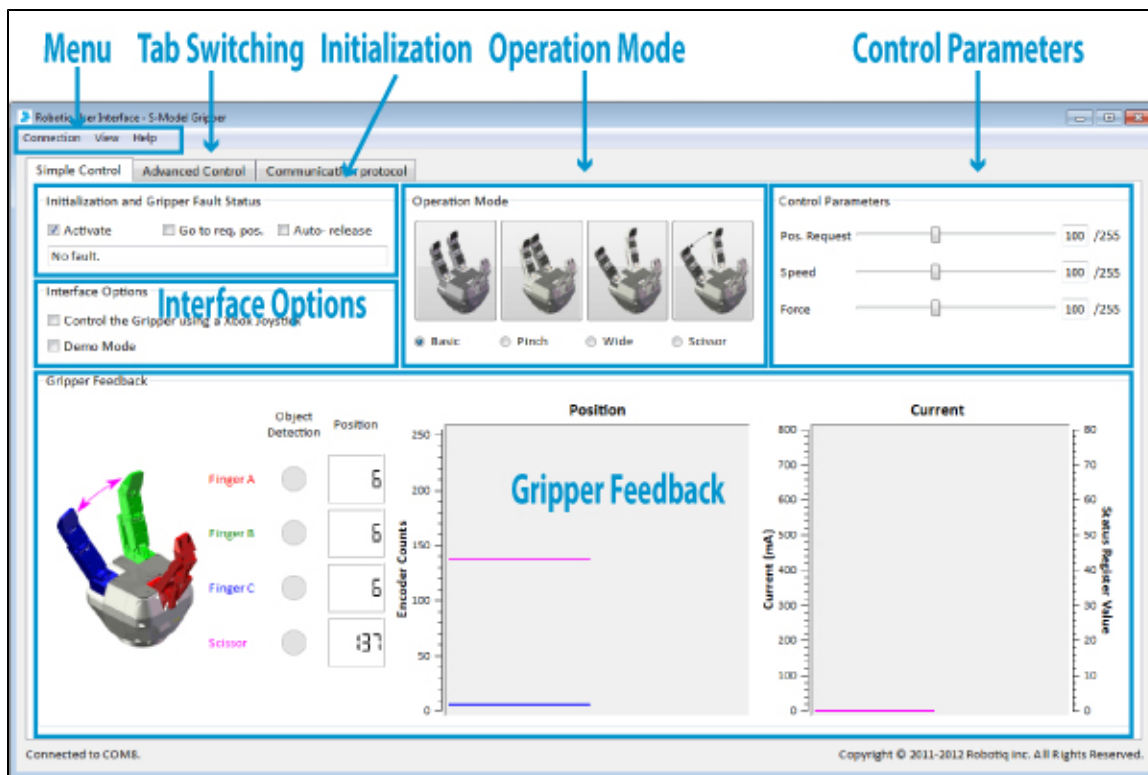 Menu Tab Switching Initialization Operation Mode Control Parameters
Robotiq User Interface - S-Model Gripper
Connection View Help
Simple Control Advanced Control Communication protocol
Initialization and Gripper Fault Status
Activate Go to req. pos. Auto- release
No fault.
Interface Options
Interface Options
Control the Gripper using a Xbox Joystick
Demo Mode
Operation Mode
Basic Pinch Wide Scissor
Control Parameters
Pos. Request 100 /255
Speed 100 /255
Force 100 /255
Gripper Feedback
Object Detection Position
Finger A 6
Finger B 6
Finger C 6
Scissor 137
Position
Gripper Feedback
Encoder Counts
250
200
150
100
50
0
Current
Current (mA)
800
700
600
500
400
300
200
100
0
80
70
60
50
40
30
20
10
0
Status Register Value
Connected to COM8.
Copyright © 2011-2012 Robotiq inc. All Rights Reserved.